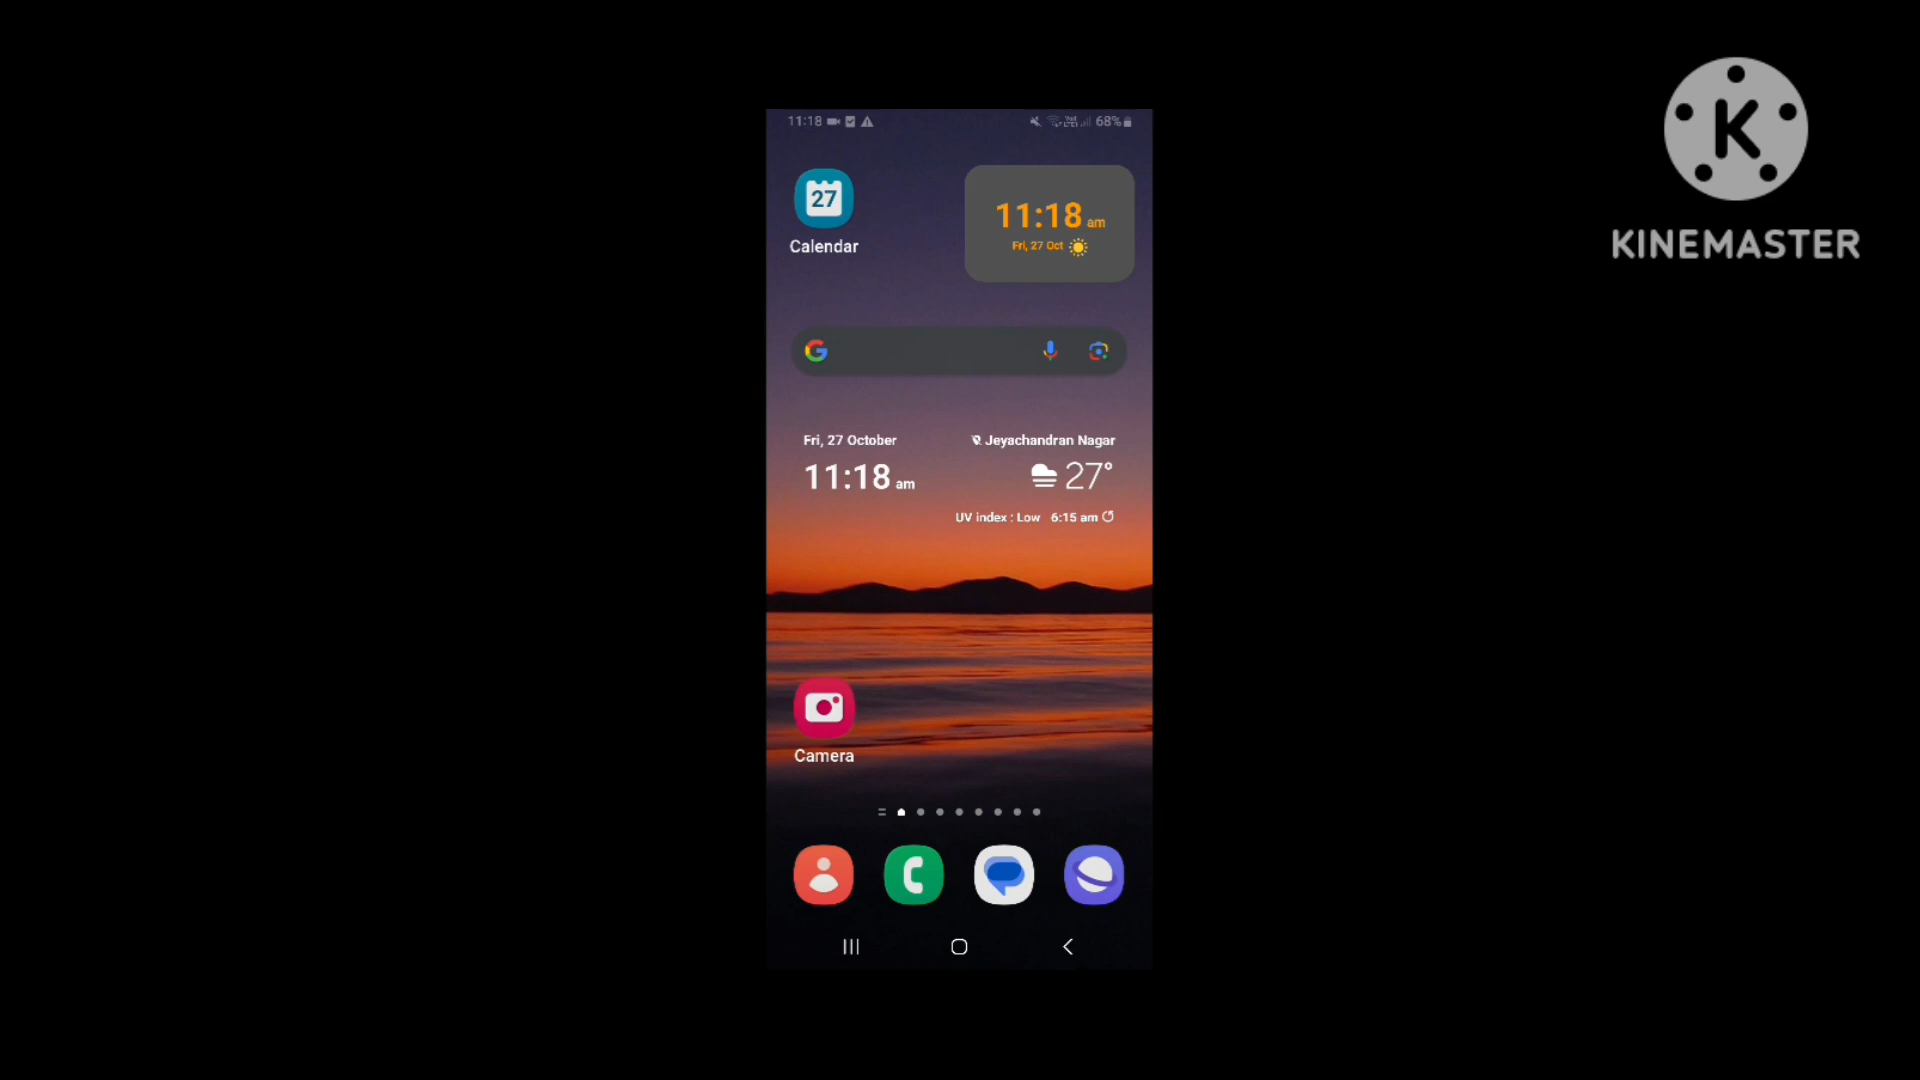 11:18
68%
27
Calendar
11:18 am
Fri, 27 Oct
K
KINEMASTER
Fri, 27 October
Jeyachandran Nagar
11:18 am
27°
UV index : Low 6:15 am
Camera